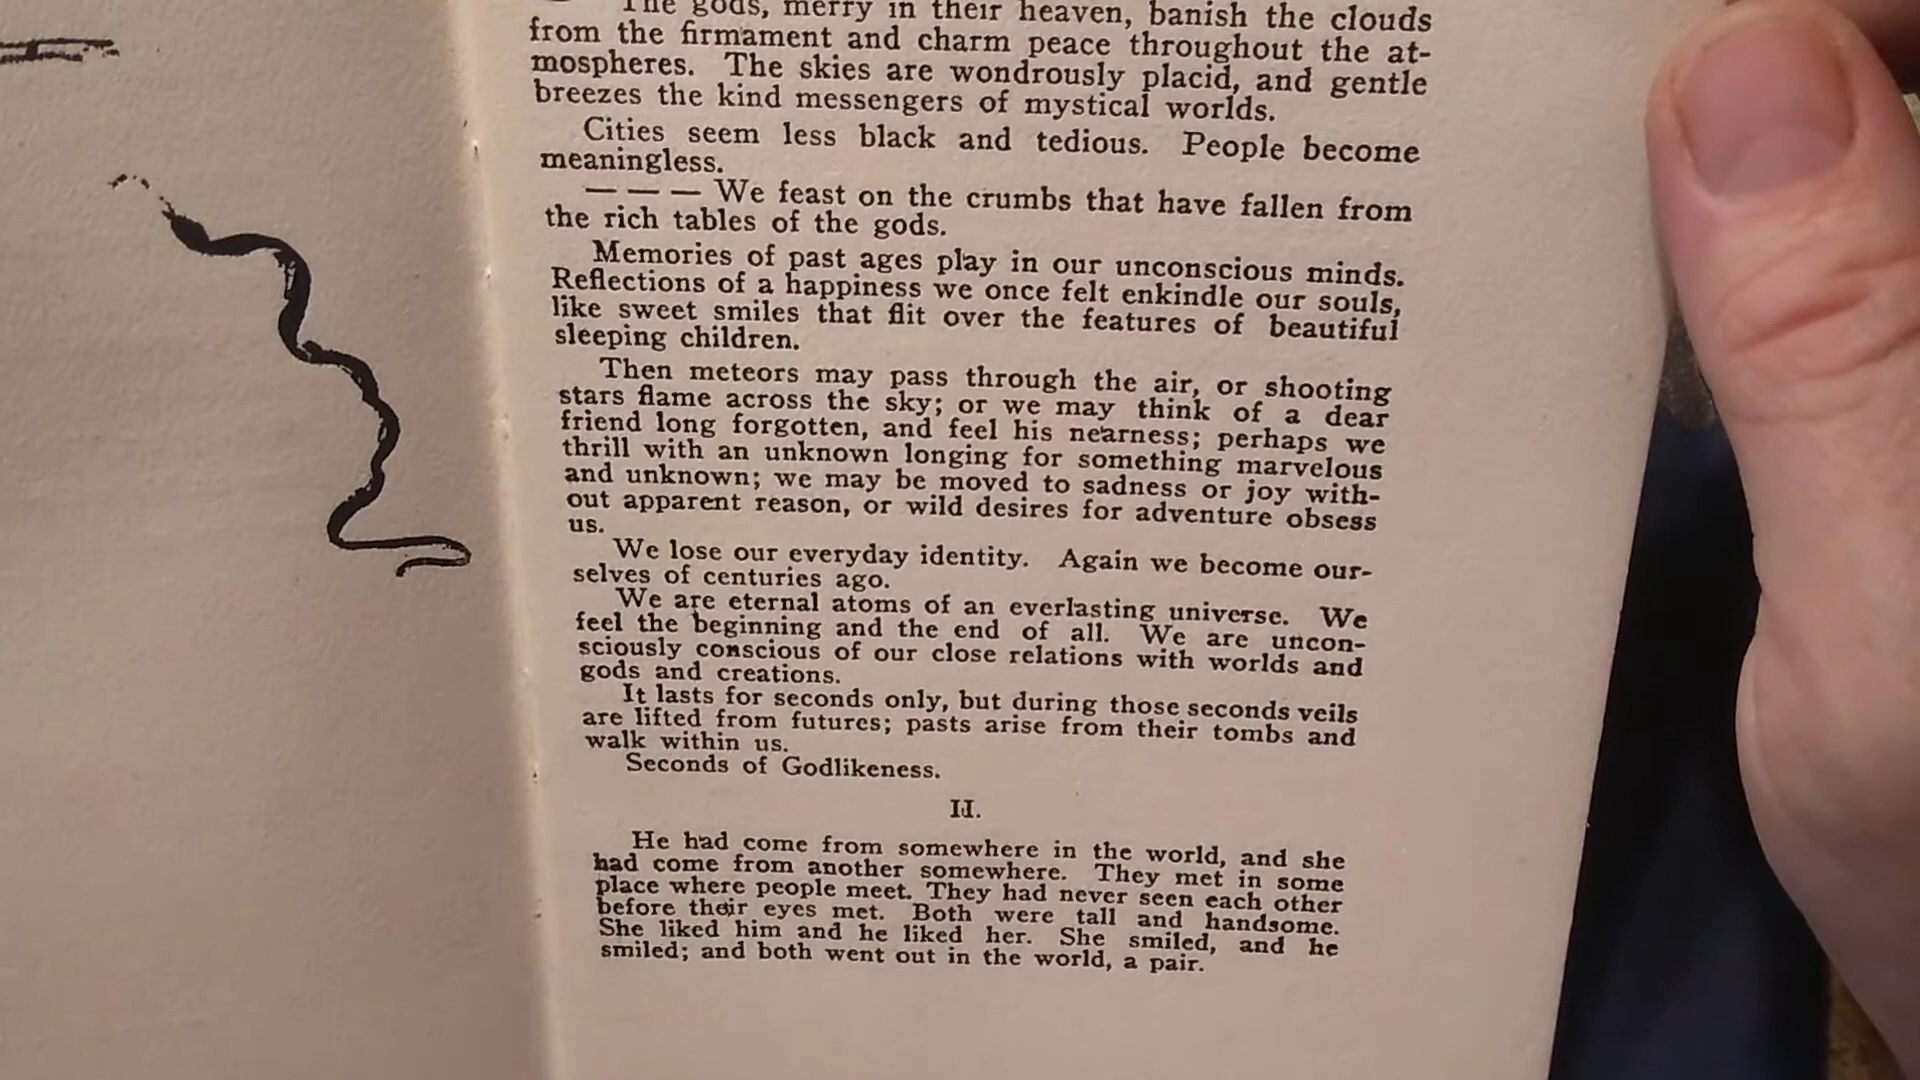 The gods, merry in their heaven, banish the clouds
from the firmament and charm peace throughout the at-
mospheres. The skies are wondrously placid, and gentle
breezes the kind messengers of mystical worlds.
Cities seem less black and tedious. People become
meaningless.
— — — We feast on the crumbs that have fallen from
the rich tables of the gods.
Memories of past ages play in our unconscious minds.
Reflections of a happiness we once felt enkindle our souls,
like sweet smiles that flit over the features of beautiful
sleeping children.
Then meteors may pass through the air, or shooting
stars flame across the sky; or we may think of a dear
friend long forgotten, and feel his nearness; perhaps we
thrill with an unknown longing for something marvelous
and unknown; we may be moved to sadness or joy with-
out apparent reason, or wild desires for adventure obsess
us.
We lose our everyday identity. Again we become our-
selves of centuries ago.
We are eternal atoms of an everlasting universe. We
feel the beginning and the end of all. We are uncon-
sciously conscious of our close relations with worlds and
gods and creations.
It lasts for seconds only, but during those seconds veils
are lifted from futures; pasts arise from their tombs and
walk within us.
Seconds of Godlikeness.
II.
He had come from somewhere in the world, and she
had come from another somewhere. They met in some
place where people meet. They had never seen each other
before their eyes met. Both were tall and handsome.
She liked him and he liked her. She smiled, and he
smiled; and both went out in the world, a pair.